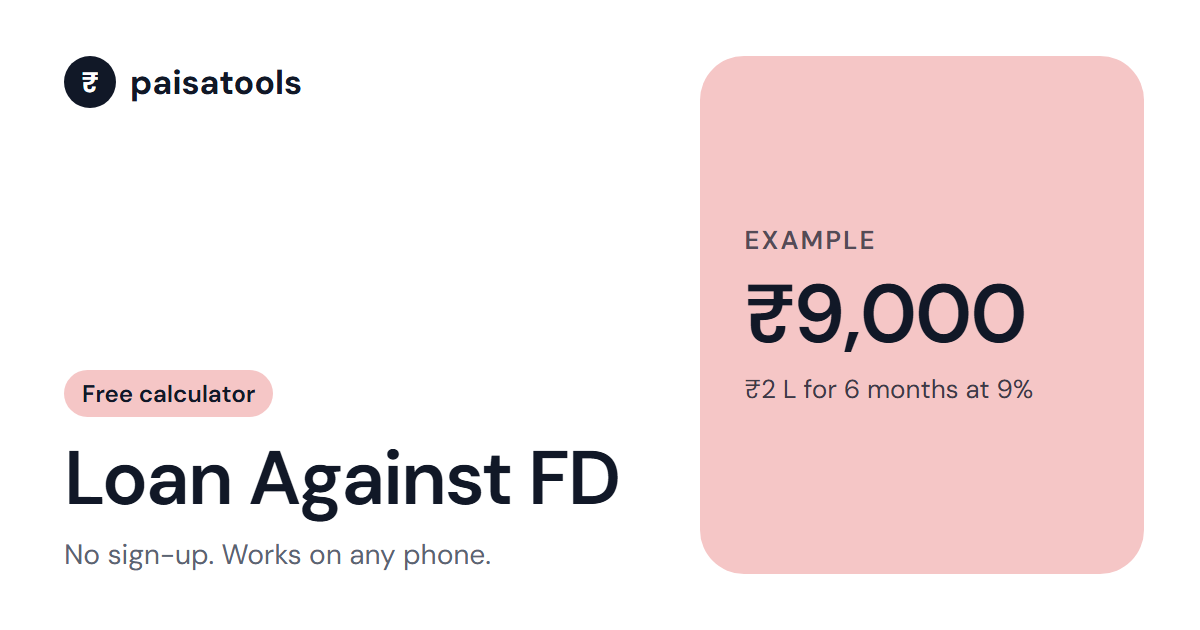 ₹ paisatools
Free calculator
Loan Against FD
No sign-up. Works on any phone.
EXAMPLE
₹9,000
₹2 L for 6 months at 9%